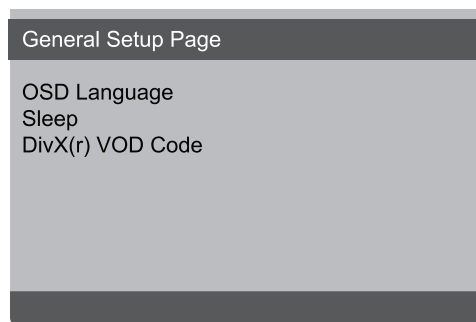 General Setup Page
OSD Language
Sleep
DivX(r) VOD Code